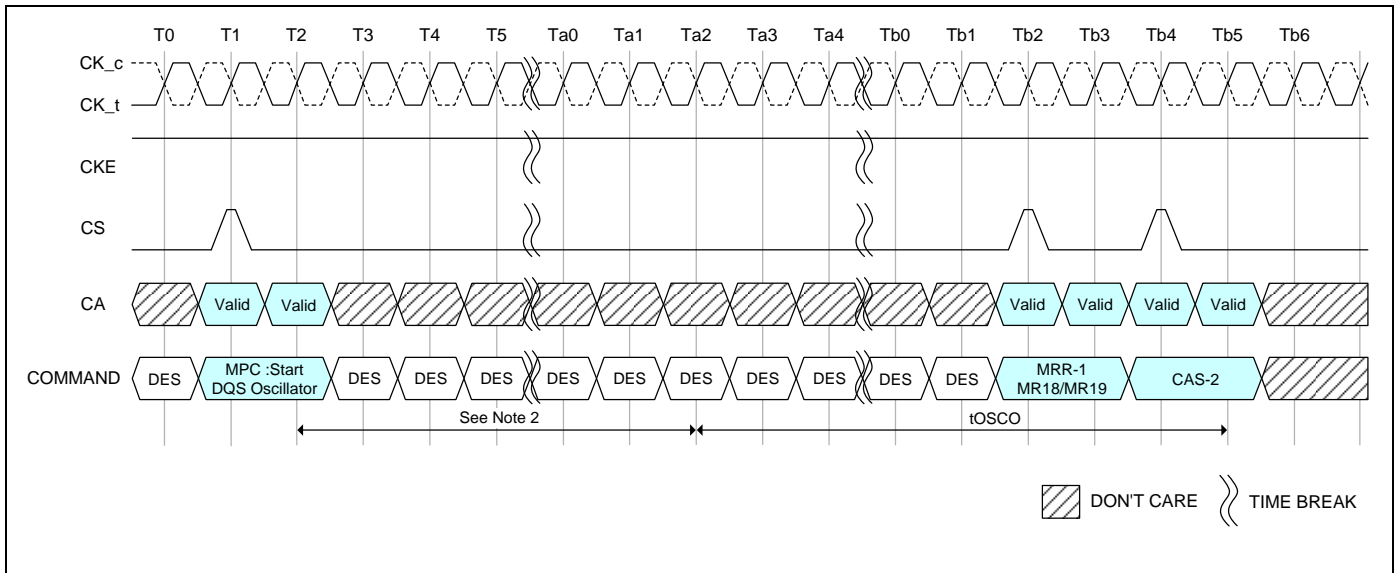 T0 T1 T2 T3 T4 T5 Ta0 Ta1 Ta2 Ta3 Ta4 Tb0 Tb1 Tb2 Tb3 Tb4 Tb5 Tb6
CK_c
CK_t
CKE
CS
CA Valid Valid Valid Valid Valid Valid
COMMAND DES MPC :Start DES DES DES DES DES DES DES DES DES DES MRR-1 CAS-2
DQS Oscillator MR18/MR19
See Note 2 tOSCO
DON'T CARE TIME BREAK